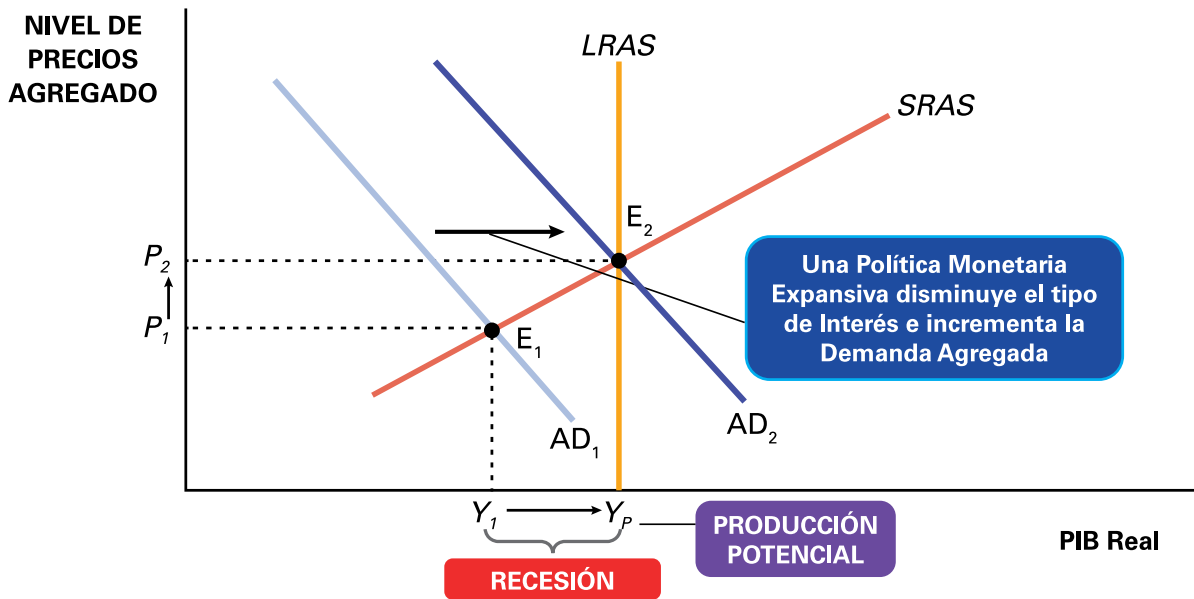 NIVEL DE
PRECIOS
AGREGADO
LRAS
SRAS
E₂
P₂
P₁
E₁
Una Política Monetaria
Expansiva disminuye el tipo
de Interés e incrementa la
Demanda Agregada
AD₁
AD₂
Y₁
Yₚ
PRODUCCIÓN
POTENCIAL
PIB Real
RECESIÓN